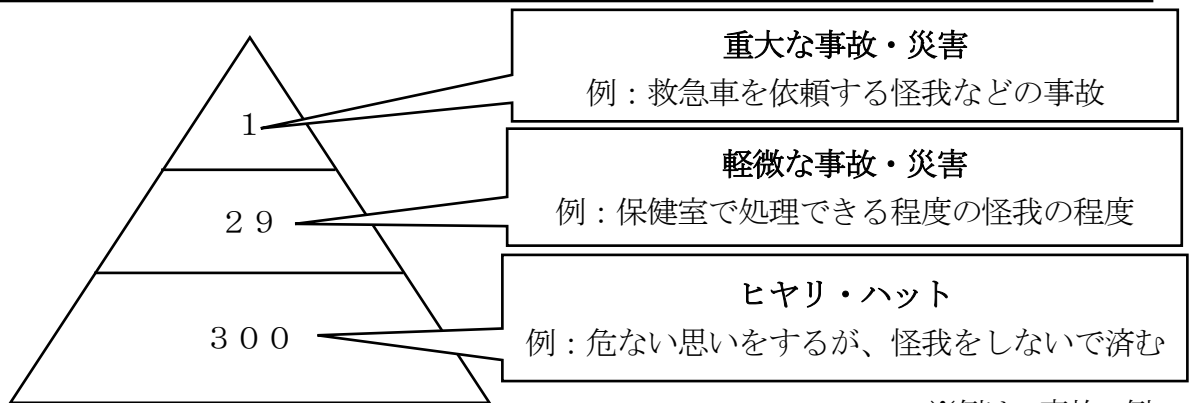 重大な事故・災害
例：救急車を依頼する怪我などの事故
１
軽微な事故・災害
例：保健室で処理できる程度の怪我の程度
２９
ヒヤリ・ハット
例：危ない思いをするが、怪我をしないで済む
３００